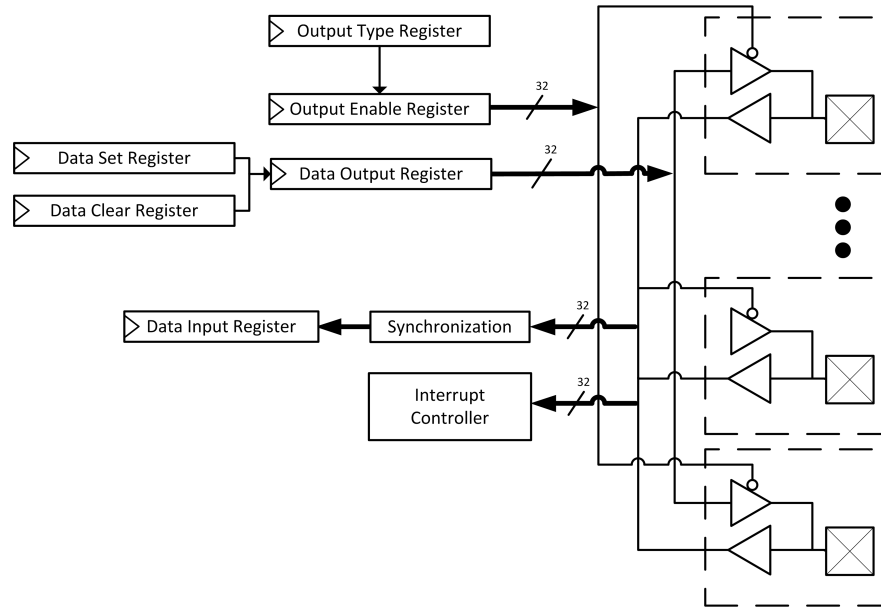 Output Type Register
Output Enable Register
32
Data Set Register
Data Output Register
32
Data Clear Register
Data Input Register
Synchronization
32
Interrupt
Controller
32